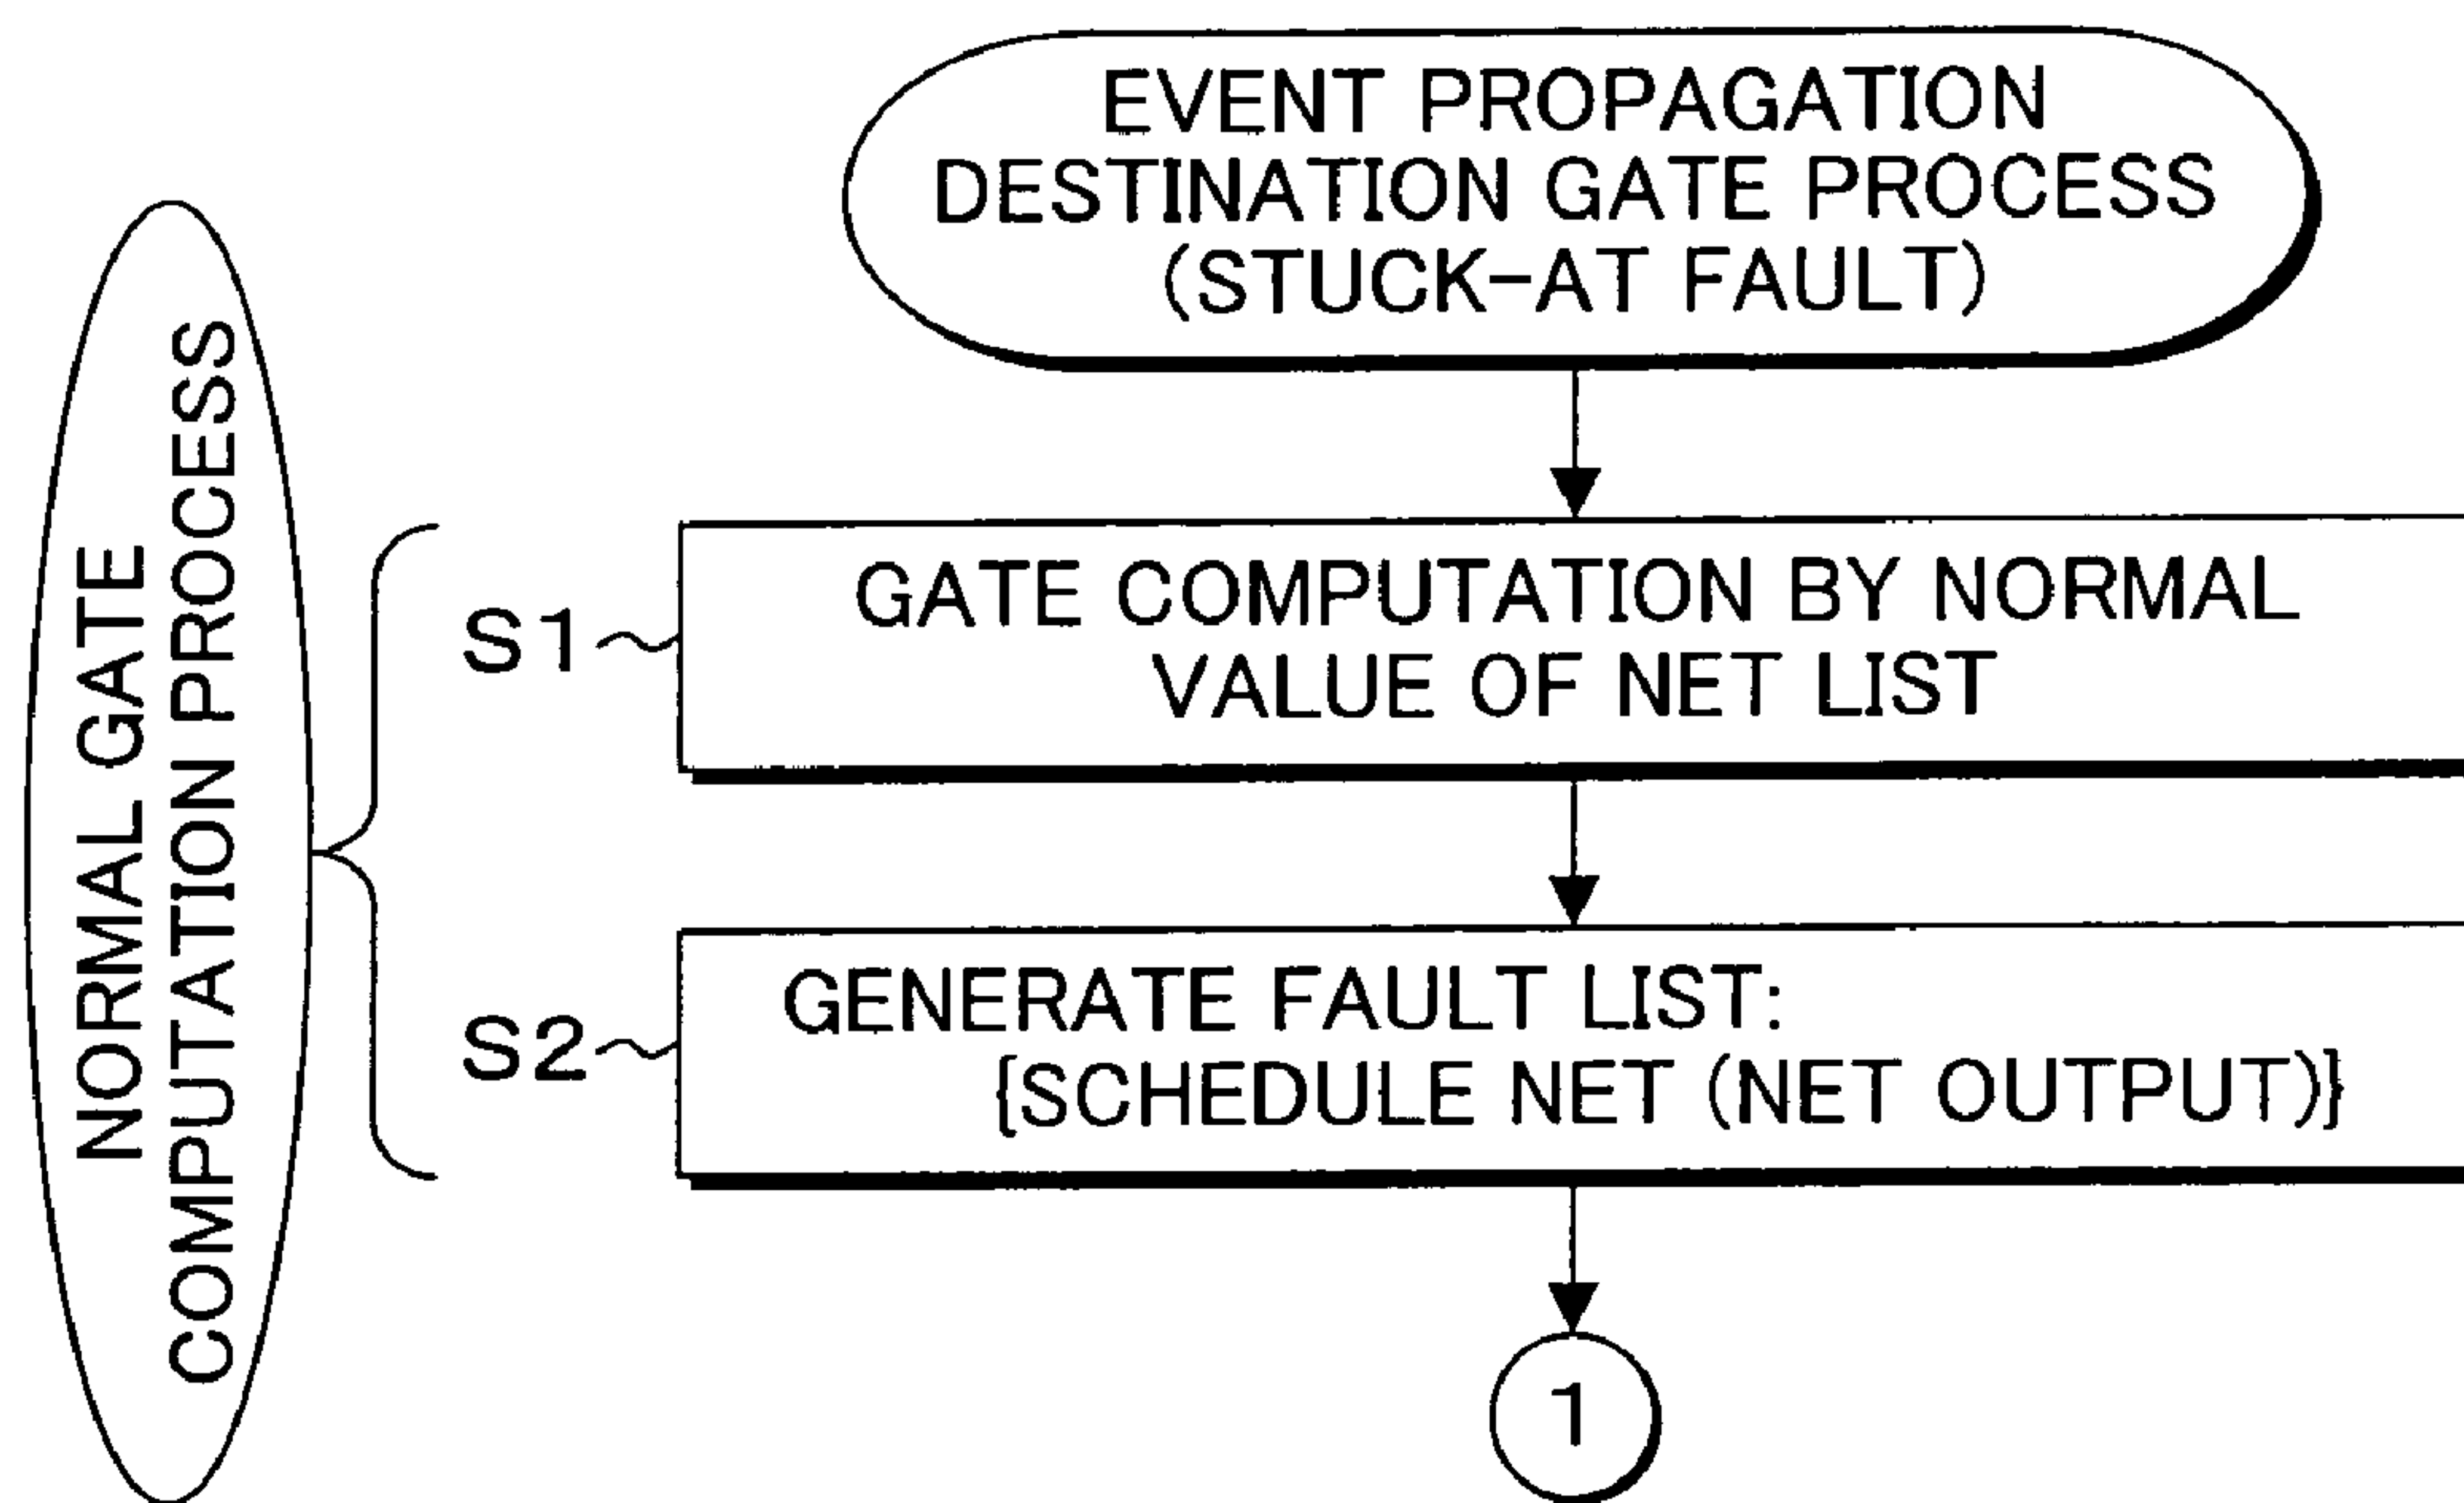 EVENT PROPAGATION
DESTINATION GATE PROCESS
(STUCK-AT FAULT)
NORMAL GATE
COMPUTATION PROCESS
S1
GATE COMPUTATION BY NORMAL
VALUE OF NET LIST
S2
GENERATE FAULT LIST:
{SCHEDULE NET (NET OUTPUT)}
1